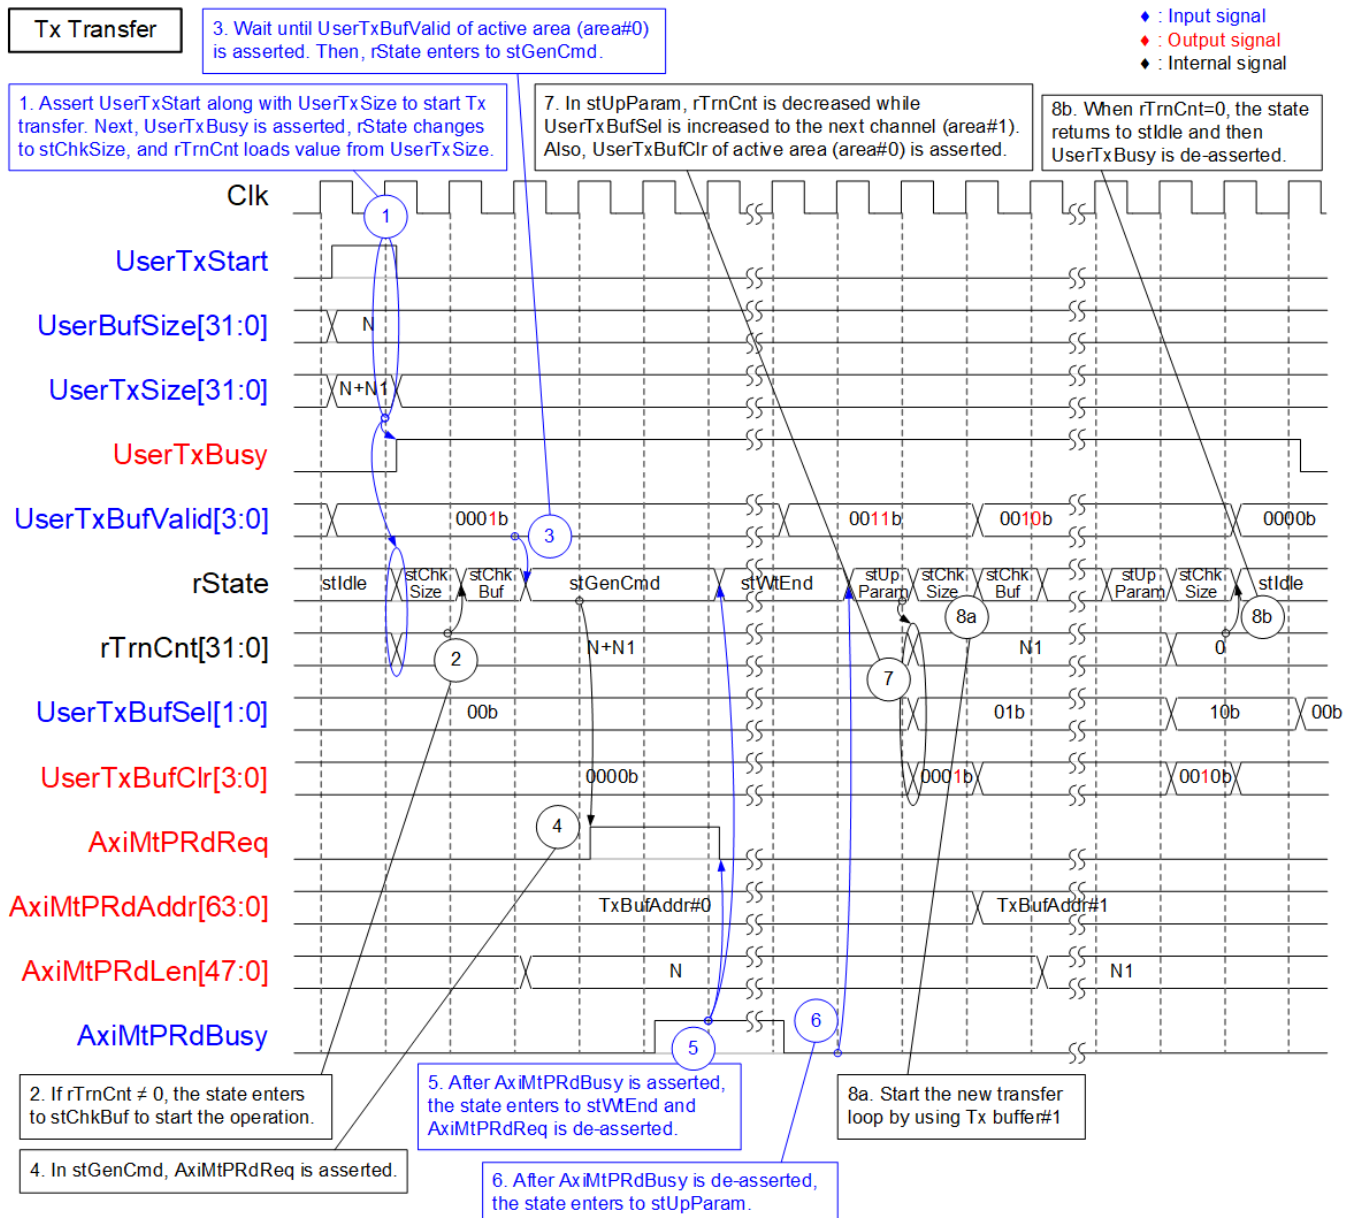 Tx Transfer
3. Wait until UserTxBufValid of active area (area#0)
is asserted. Then, rState enters to stGenCmd.
♦ : Input signal
♦ : Output signal
♦ : Internal signal
1. Assert UserTxStart along with UserTxSize to start Tx
transfer. Next, UserTxBusy is asserted, rState changes
to stChkSize, and rTrnCnt loads value from UserTxSize.
7. In stUpParam, rTrnCnt is decreased while
UserTxBufSel is increased to the next channel (area#1).
Also, UserTxBufClr of active area (area#0) is asserted.
8b. When rTrnCnt=0, the state
returns to stIdle and then
UserTxBusy is de-asserted.
Clk
1
UserTxStart
UserBufSize[31:0]
N
UserTxSize[31:0]
N+N1
UserTxBusy
UserTxBufValid[3:0]
0001b
3
0011b
0010b
0000b
rState
stIdle
stChk
Size
stChk
Buf
stGenCmd
stWtEnd
stUp
Param
stChk
Size
stChk
Buf
stUp
Param
stChk
Size
stIdle
8a
8b
rTrnCnt[31:0]
2
N+N1
7
N1
0
UserTxBufSel[1:0]
00b
01b
10b
00b
UserTxBufClr[3:0]
0000b
0001b
0010b
AxiMtPRdReq
4
AxiMtPRdAddr[63:0]
TxBufAddr#0
TxBufAddr#1
AxiMtPRdLen[47:0]
N
N1
AxiMtPRdBusy
5
6
2. If rTrnCnt ≠ 0, the state enters
to stChkBuf to start the operation.
5. After AxiMtPRdBusy is asserted,
the state enters to stWtEnd and
AxiMtPRdReq is de-asserted.
8a. Start the new transfer
loop by using Tx buffer#1
4. In stGenCmd, AxiMtPRdReq is asserted.
6. After AxiMtPRdBusy is de-asserted,
the state enters to stUpParam.